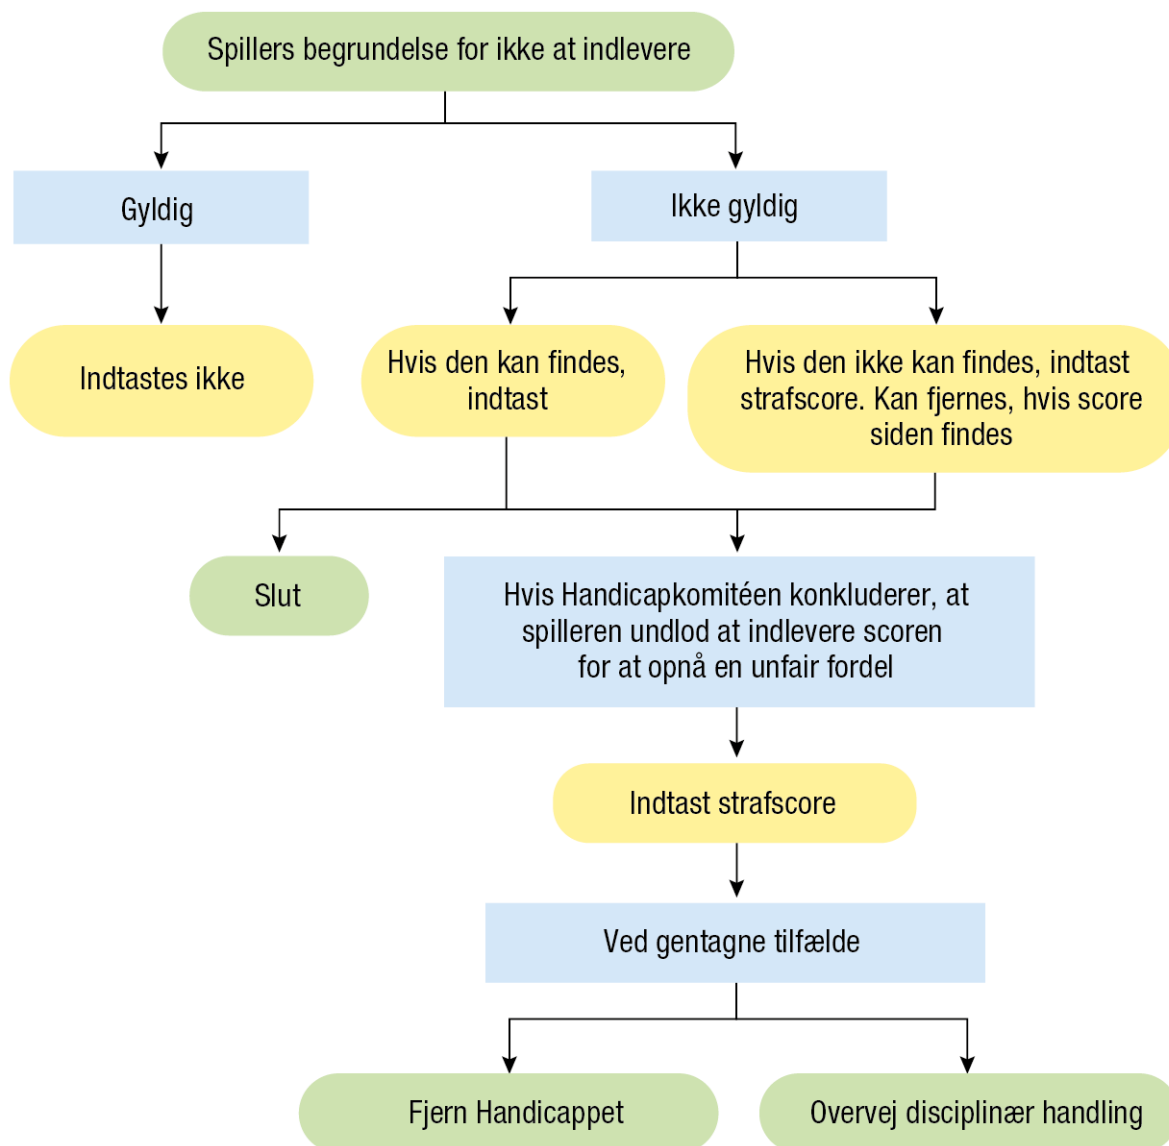 Spillers begrundelse for ikke at indlevere
Gyldig
Ikke gyldig
Indtastes ikke
Hvis den kan findes,
indtast
Hvis den ikke kan findes, indtast
strafscore. Kan fjernes, hvis score
siden findes
Slut
Hvis Handicapkomitéen konkluderer, at
spilleren undlod at indlevere scoren
for at opnå en unfair fordel
Indtast strafscore
Ved gentagne tilfælde
Fjern Handicappet
Overvej disciplinær handling